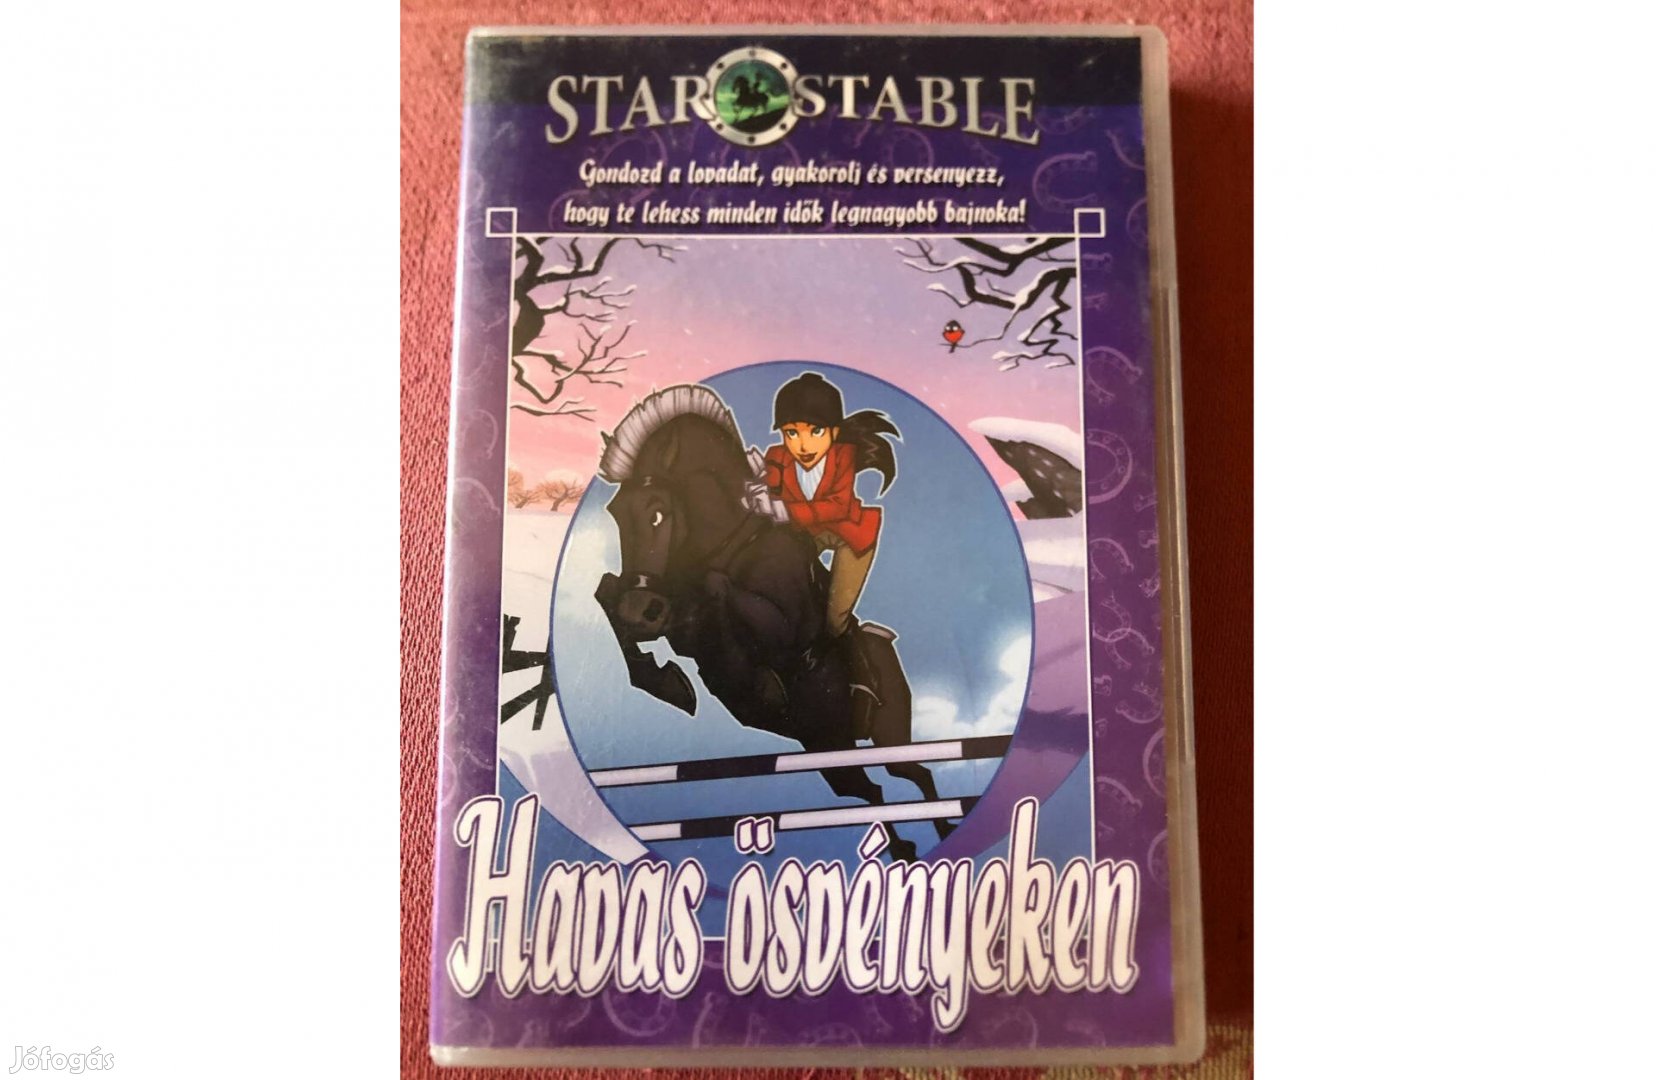 STAR STABLE
Gondozd a lovadat, gyakorolj és versenyezz,
hogy te lehess minden idők legnagyobb bajnoka!
Havas ösvényeken
Jófogás